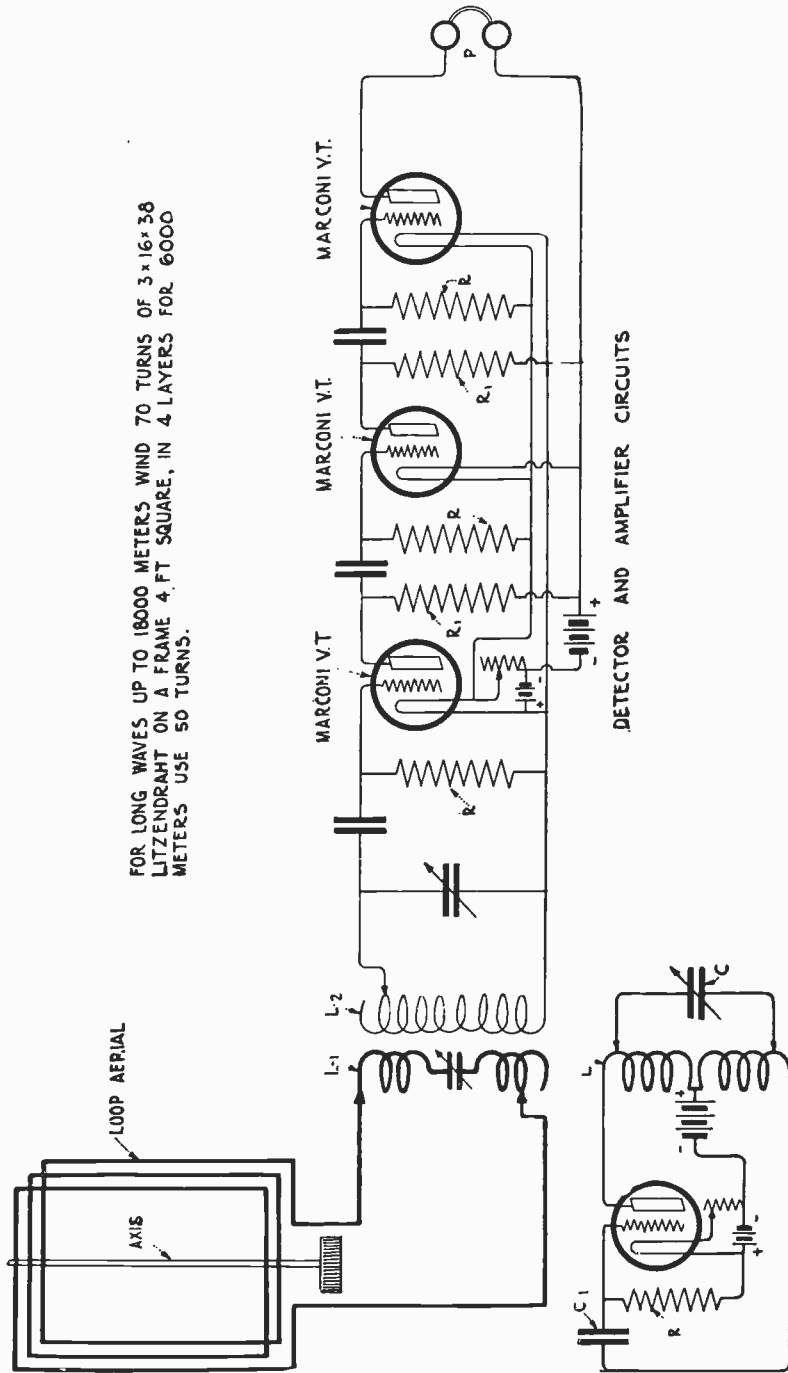 FOR LONG WAVES UP TO 18000 METERS WIND 70 TURNS OF 3×16×38
LITZENDRAHT ON A FRAME 4 FT SQUARE, IN 4 LAYERS FOR 6000
METERS USE 50 TURNS.
LOOP AERIAL
AXIS
L-1
L-2
R
MARCONI V.T
+
-
R1
R
MARCONI V.T.
R1
R
MARCONI V.T.
P
-
+
DETECTOR AND AMPLIFIER CIRCUITS
C1
R
+
-
-
+
L
C